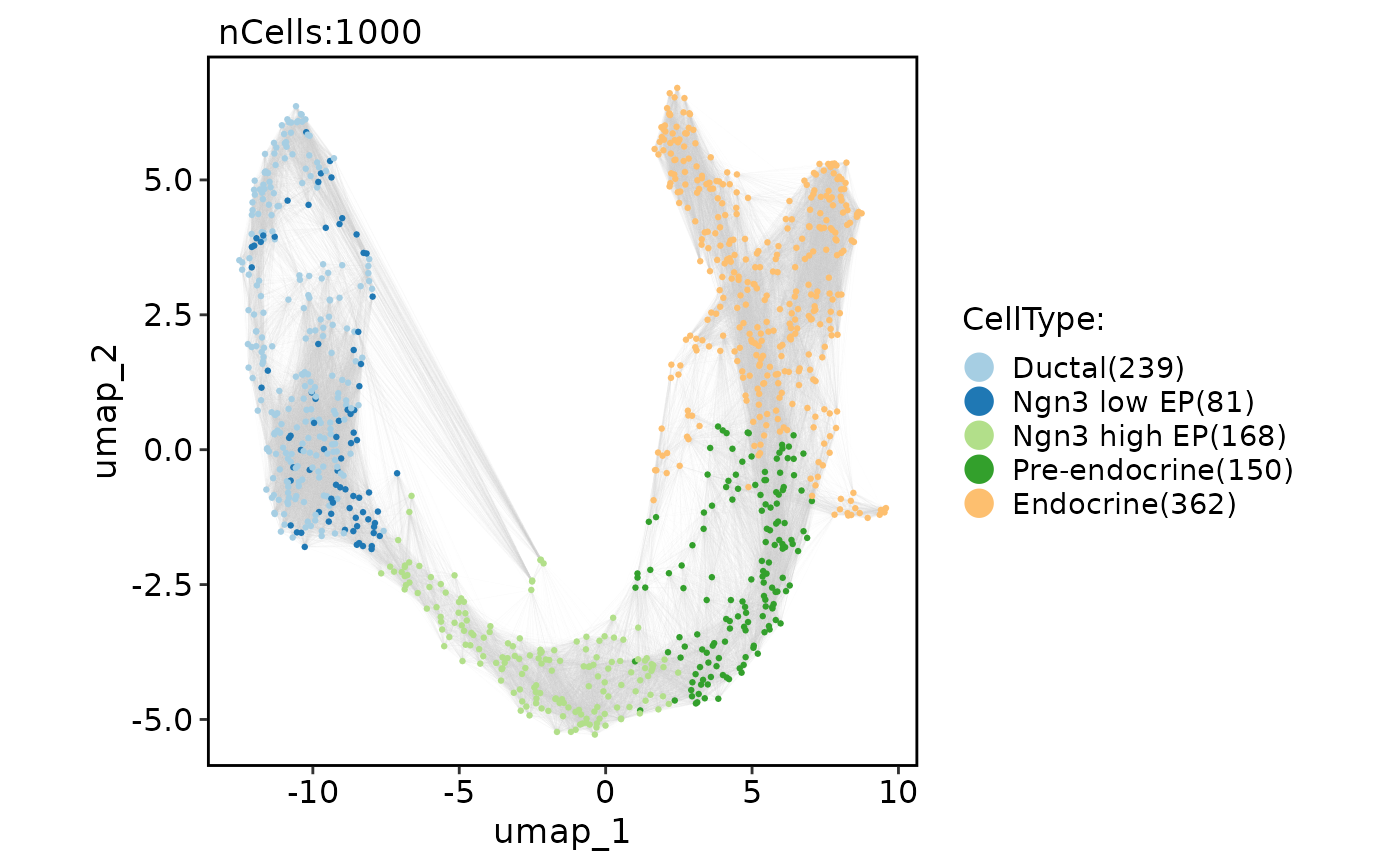 nCells:1000
5.0
2.5
0.0
-2.5
-5.0
umap_2
-10
-5
0
5
10
umap_1
CellType:
Ductal(239)
Ngn3 low EP(81)
Ngn3 high EP(168)
Pre-endocrine(150)
Endocrine(362)